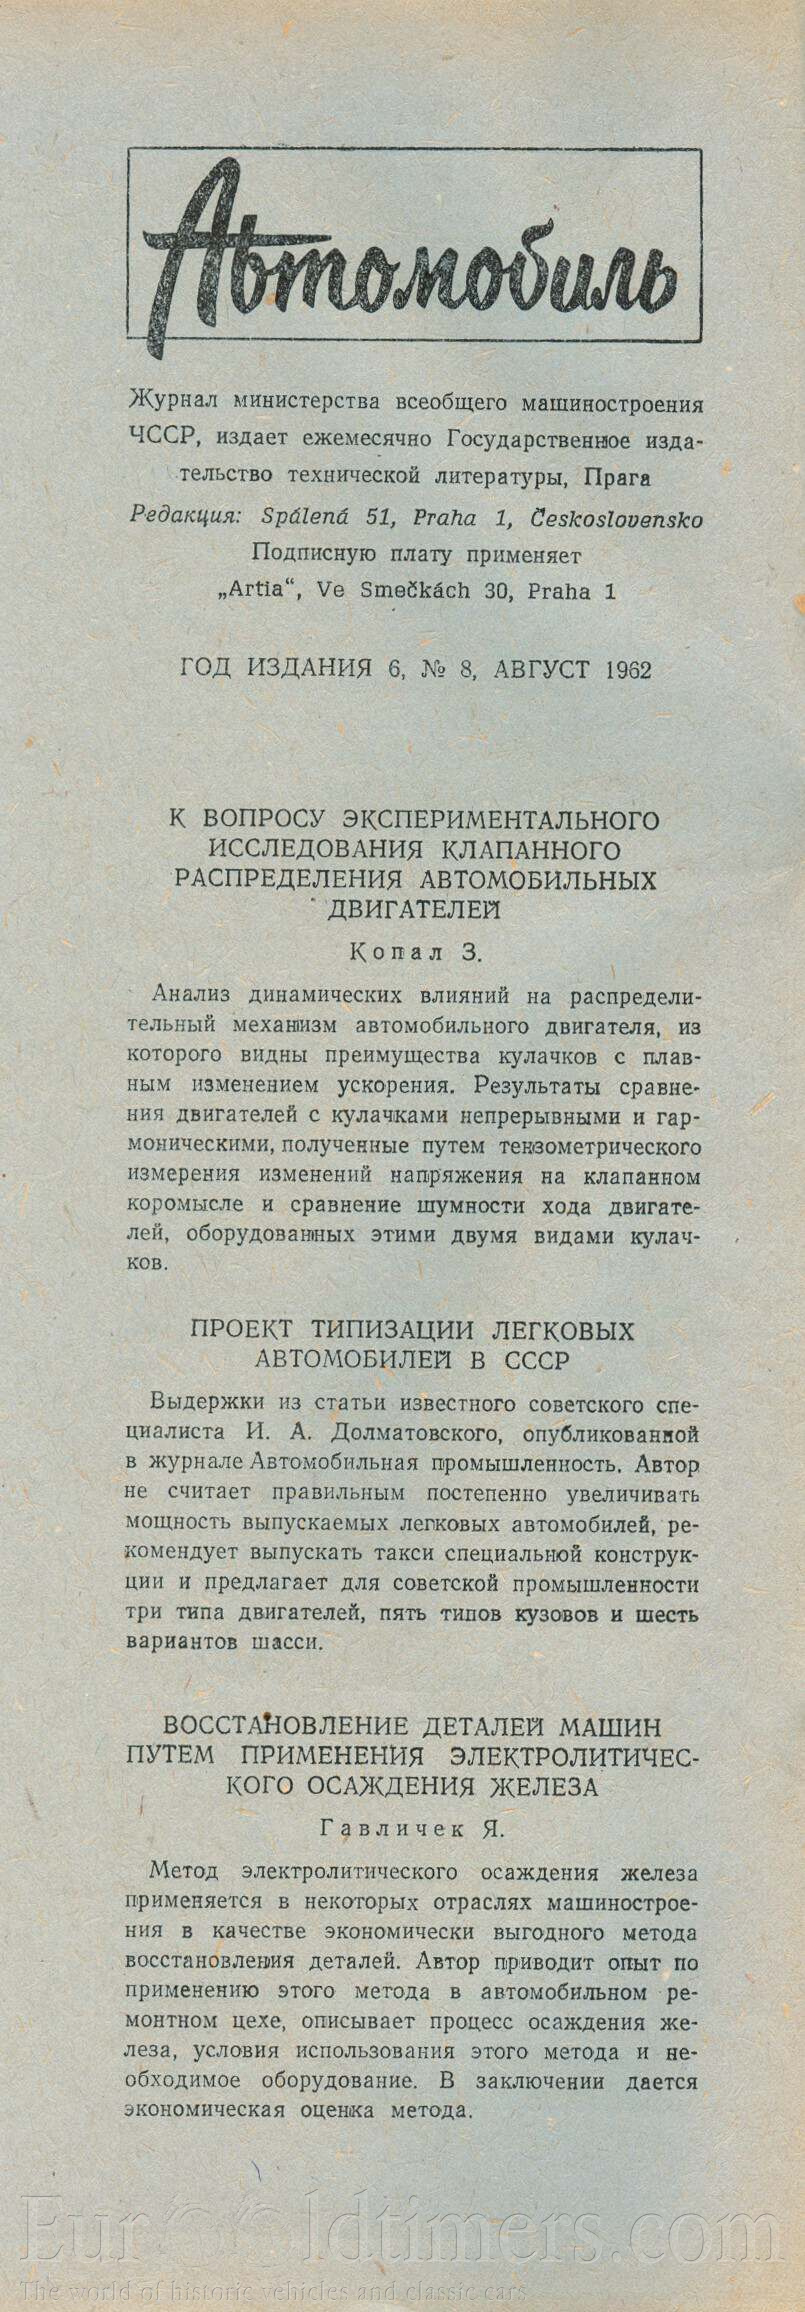 Автомобиль
Журнал министерства всеобщего машиностроения
ЧССР, издает ежемесячно Государственное изда-
тельство технической литературы, Прага
Редакция: Spálená 51, Praha 1, Československo
Подписную плату применяет
„Artia“, Ve Smečkách 30, Praha 1
ГОД ИЗДАНИЯ 6, № 8, АВГУСТ 1962
К ВОПРОСУ ЭКСПЕРИМЕНТАЛЬНОГО
ИССЛЕДОВАНИЯ КЛАПАННОГО
РАСПРЕДЕЛЕНИЯ АВТОМОБИЛЬНЫХ
ДВИГАТЕЛЕЙ
Копал З.
Анализ динамических влияний на распредели-
тельный механизм автомобильного двигателя, из
которого видны преимущества кулачков с плав-
ным изменением ускорения. Результаты сравне-
ния двигателей с кулачками непрерывными и гар-
моническими, полученные путем тензометрического
измерения изменений напряжения на клапанном
коромысле и сравнение шумности хода двигате-
лей, оборудованных этими двумя видами кулач-
ков.
ПРОЕКТ ТИПИЗАЦИИ ЛЕГКОВЫХ
АВТОМОБИЛЕЙ В СССР
Выдержки из статьи известного советского спе-
циалиста И. А. Долматовского, опубликованной
в журнале Автомобильная промышленность. Автор
не считает правильным постепенно увеличивать
мощность выпускаемых легковых автомобилей, ре-
комендует выпускать такси специальной конструк-
ции и предлагает для советской промышленности
три типа двигателей, пять типов кузовов и шесть
вариантов шасси.
ВОССТАНОВЛЕНИЕ ДЕТАЛЕЙ МАШИН
ПУТЕМ ПРИМЕНЕНИЯ ЭЛЕКТРОЛИТИЧЕС-
КОГО ОСАЖДЕНИЯ ЖЕЛЕЗА
Гавличек Я.
Метод электролитического осаждения железа
применяется в некоторых отраслях машинострое-
ния в качестве экономически выгодного метода
восстановления деталей. Автор приводит опыт по
применению этого метода в автомобильном ре-
монтном цехе, описывает процесс осаждения же-
леза, условия использования этого метода и не-
обходимое оборудование. В заключении дается
экономическая оценка метода.
EurOOOldtimers.com
The world of historic vehicles and classic cars